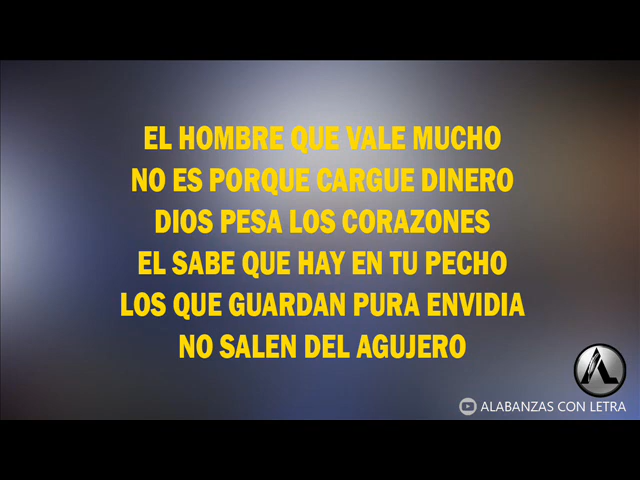 EL HOMBRE QUE VALE MUCHO
NO ES PORQUE CARGUE DINERO
DIOS PESA LOS CORAZONES
EL SABE QUE HAY EN TU PECHO
LOS QUE GUARDAN PURA ENVIDIA
NO SALEN DEL AGUJERO
ALABANZAS CON LETRA